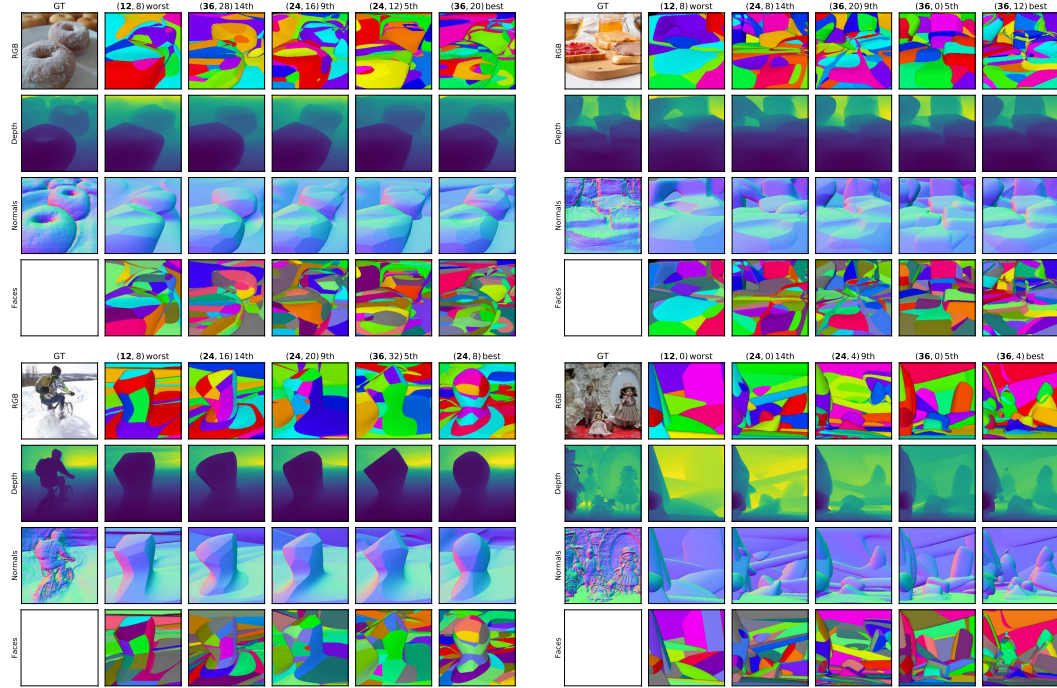 GT (12, 8) worst (36, 28) 14th (24, 16) 9th (24, 12) 5th (36, 20) best
RGB
Depth
Normals
Faces
GT (12, 8) worst (24, 8) 14th (36, 20) 9th (36, 0) 5th (36, 12) best
RGB
Depth
Normals
Faces
GT (12, 8) worst (24, 16) 14th (24, 20) 9th (36, 32) 5th (24, 8) best
RGB
Depth
Normals
Faces
GT (12, 0) worst (24, 0) 14th (24, 4) 9th (36, 0) 5th (36, 4) best
RGB
Depth
Normals
Faces